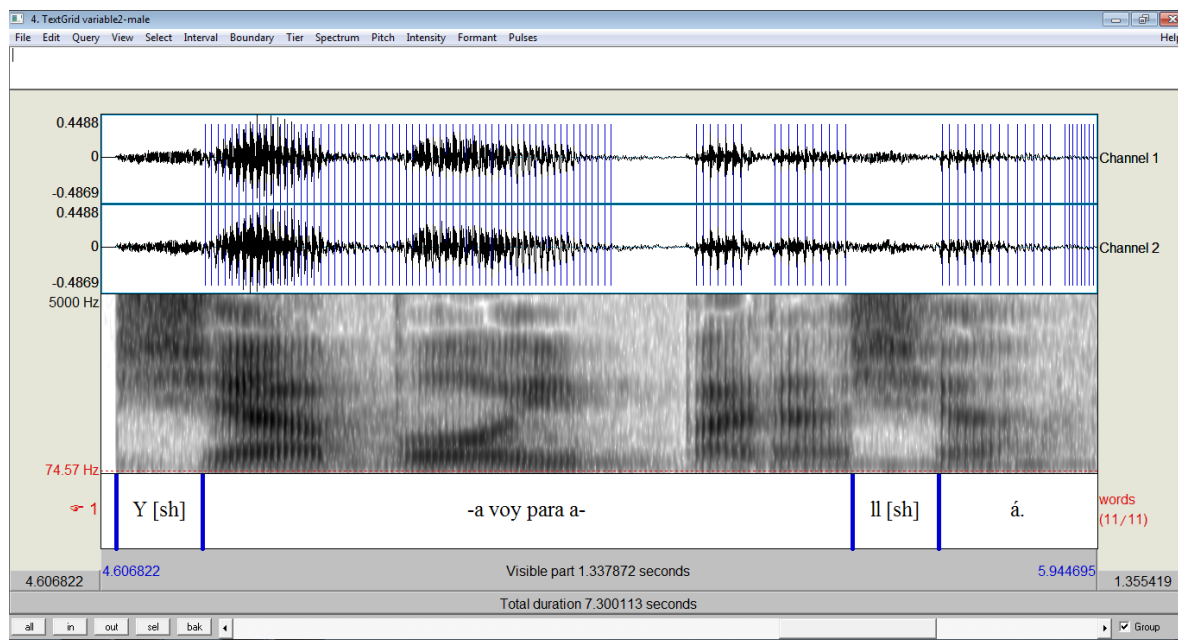 4. TextGrid variable2-male
File Edit Query View Select Interval Boundary Tier Spectrum Pitch Intensity Formant Pulses Help
0.4488
0 Channel 1
-0.4869
0.4488
0 Channel 2
-0.4869
5000 Hz
74.57 Hz
1 Y [sh] -a voy para a- ll [sh] á. words
(11/11)
4.606822 4.606822 Visible part 1.337872 seconds 5.944695 1.355419
Total duration 7.300113 seconds
all in out sel bak Group